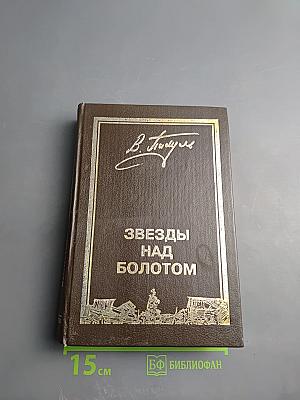 В. Пикуль
ЗВЕЗДЫ
НАД
БОЛОТОМ
15 см
БФ БИБЛИОФАН